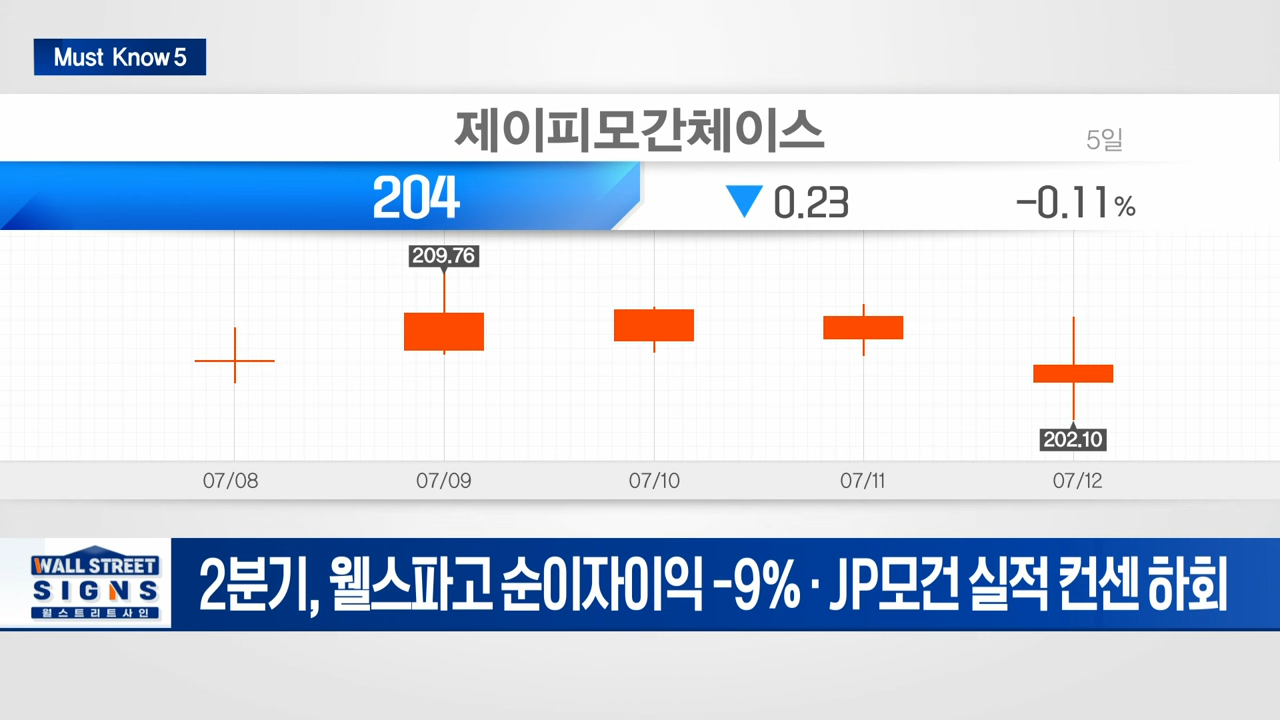 Must Know 5
제이피모간체이스
5일
204
▼ 0.23
-0.11%
209.76
202.10
07/08
07/09
07/10
07/11
07/12
WALL STREET
SIGNS
월스트리트사인
2분기, 웰스파고 순이자이익 -9%· JP모건 실적 컨센 하회